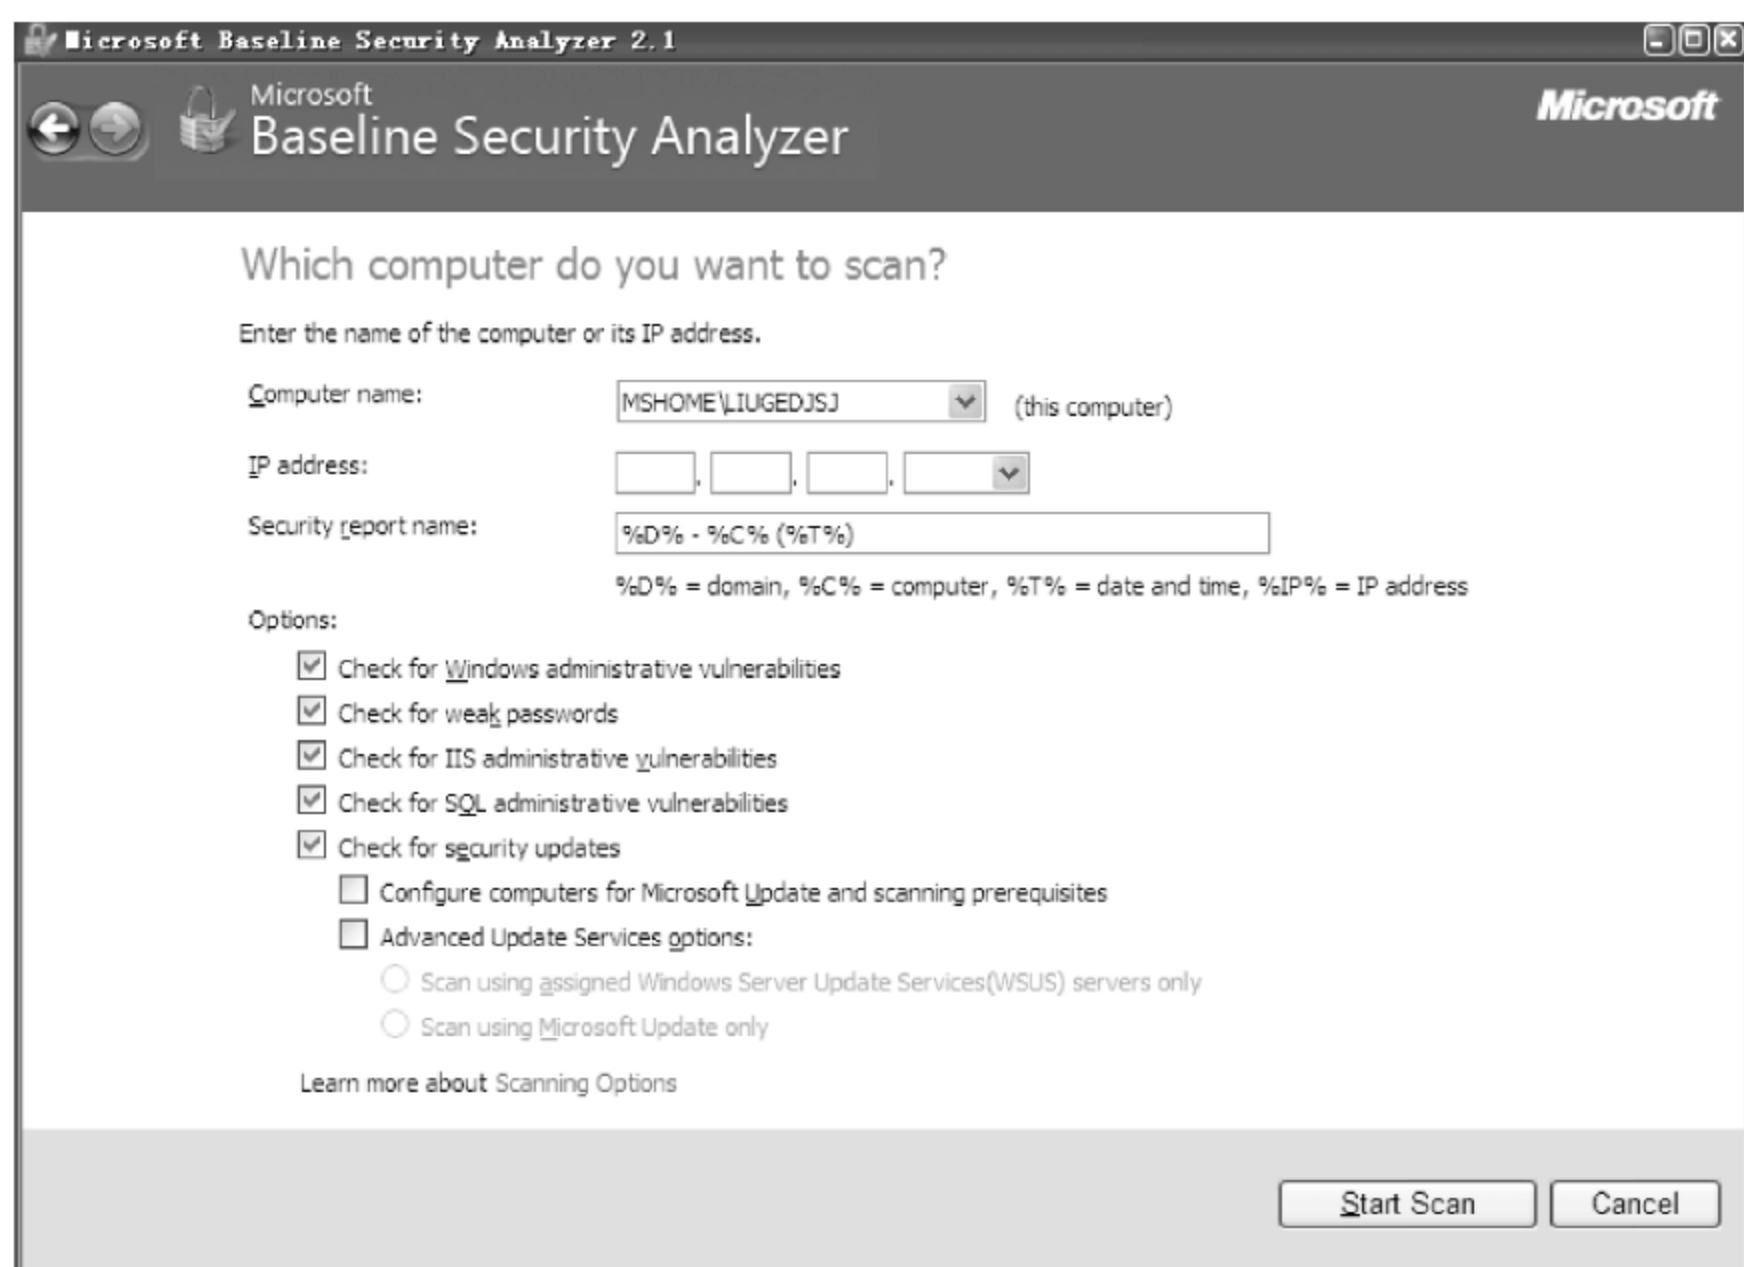 Microsoft Baseline Security Analyzer 2.1
Microsoft
Baseline Security Analyzer
Microsoft
Which computer do you want to scan?
Enter the name of the computer or its IP address.
Computer name: MSHOME\LIUGEDJSJ (this computer)
IP address: . . .
Security report name: %D% - %C% (%T%)
%D% = domain, %C% = computer, %T% = date and time, %IP% = IP address
Options:
Check for Windows administrative vulnerabilities
Check for weak passwords
Check for IIS administrative vulnerabilities
Check for SQL administrative vulnerabilities
Check for security updates
Configure computers for Microsoft Update and scanning prerequisites
Advanced Update Services options:
Scan using assigned Windows Server Update Services(WSUS) servers only
Scan using Microsoft Update only
Learn more about Scanning Options
Start Scan Cancel